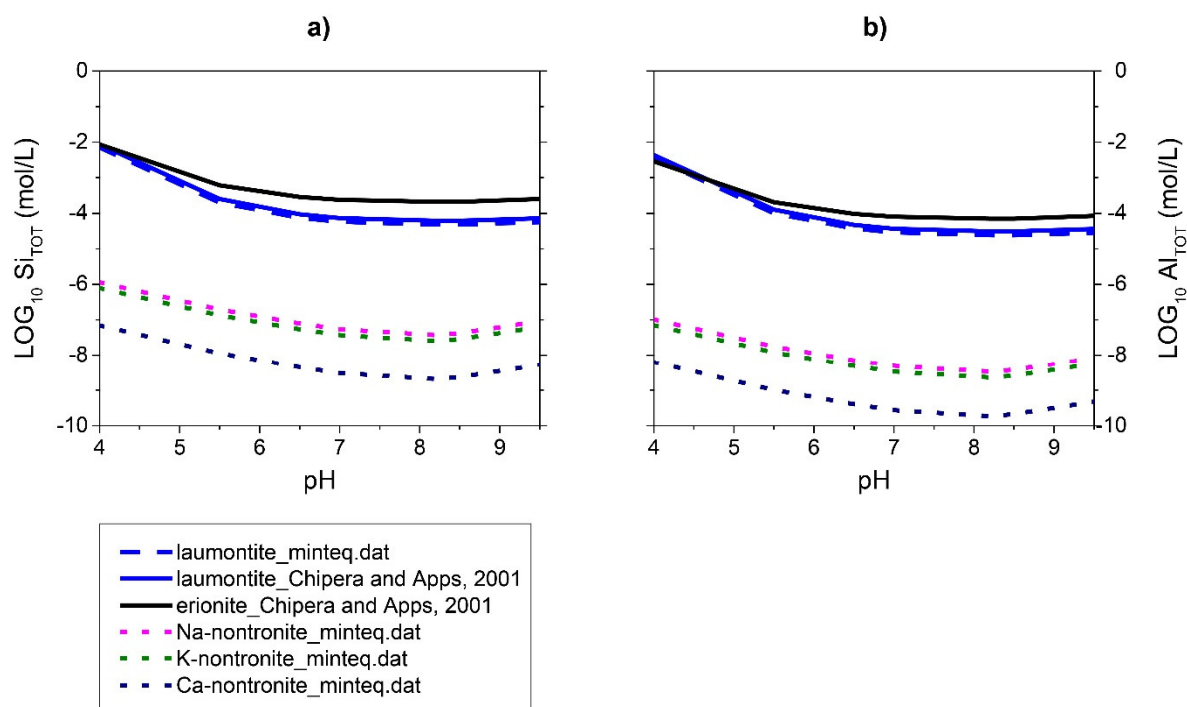 a)
b)
0
-2
-4
-6
-8
-10
LOG10 SiTOT (mol/L)
4 5 6 7 8 9
pH
0
-2
-4
-6
-8
-10
LOG10 AlTOT (mol/L)
4 5 6 7 8 9
pH
laumontite_minteq.dat
laumontite_Chipera and Apps, 2001
erionite_Chipera and Apps, 2001
Na-nontronite_minteq.dat
K-nontronite_minteq.dat
Ca-nontronite_minteq.dat